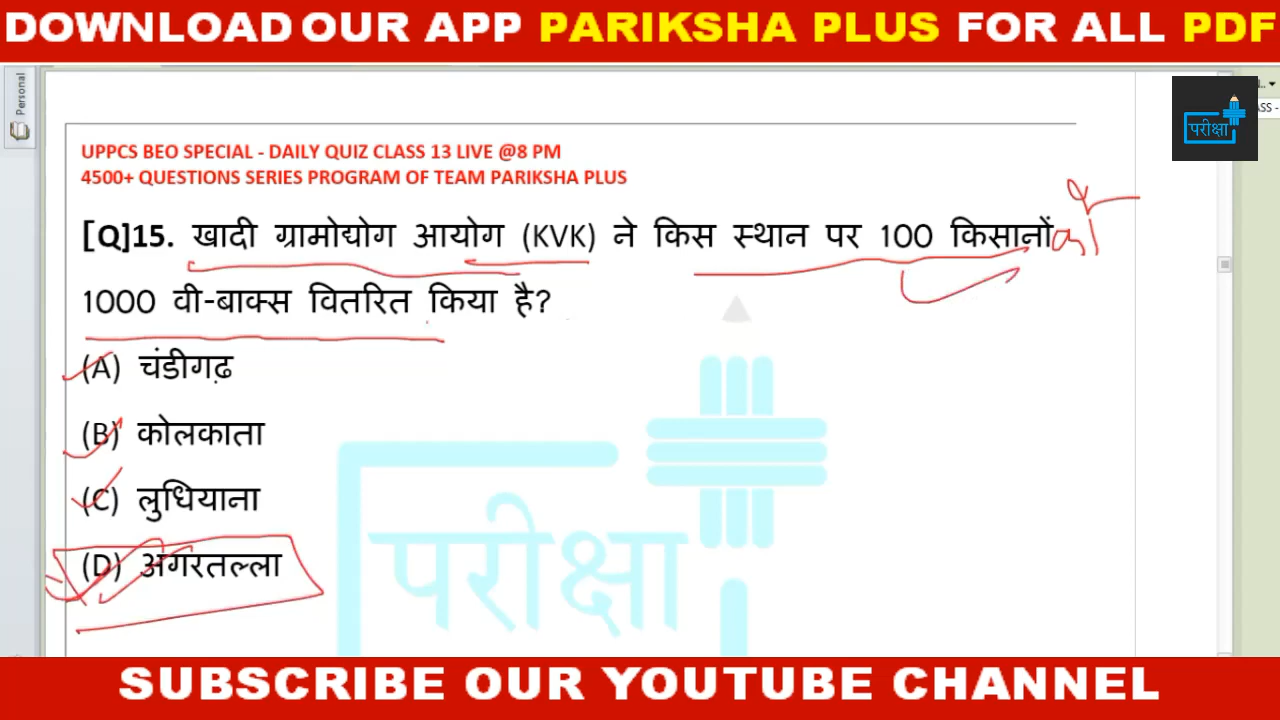 DOWNLOAD OUR APP PARIKSHA PLUS FOR ALL PDF
Personal
परीक्षा
UPPCS BEO SPECIAL - DAILY QUIZ CLASS 13 LIVE @8 PM
4500+ QUESTIONS SERIES PROGRAM OF TEAM PARIKSHA PLUS
[Q]15. खादी ग्रामोद्योग आयोग (KVK) ने किस स्थान पर 100 किसानों को
1000 वी-बाक्स वितरित किया है?
(A) चंडीगढ़
(B) कोलकाता
(C) लुधियाना
(D) अगरतल्ला
परीक्षा
SUBSCRIBE OUR YOUTUBE CHANNEL